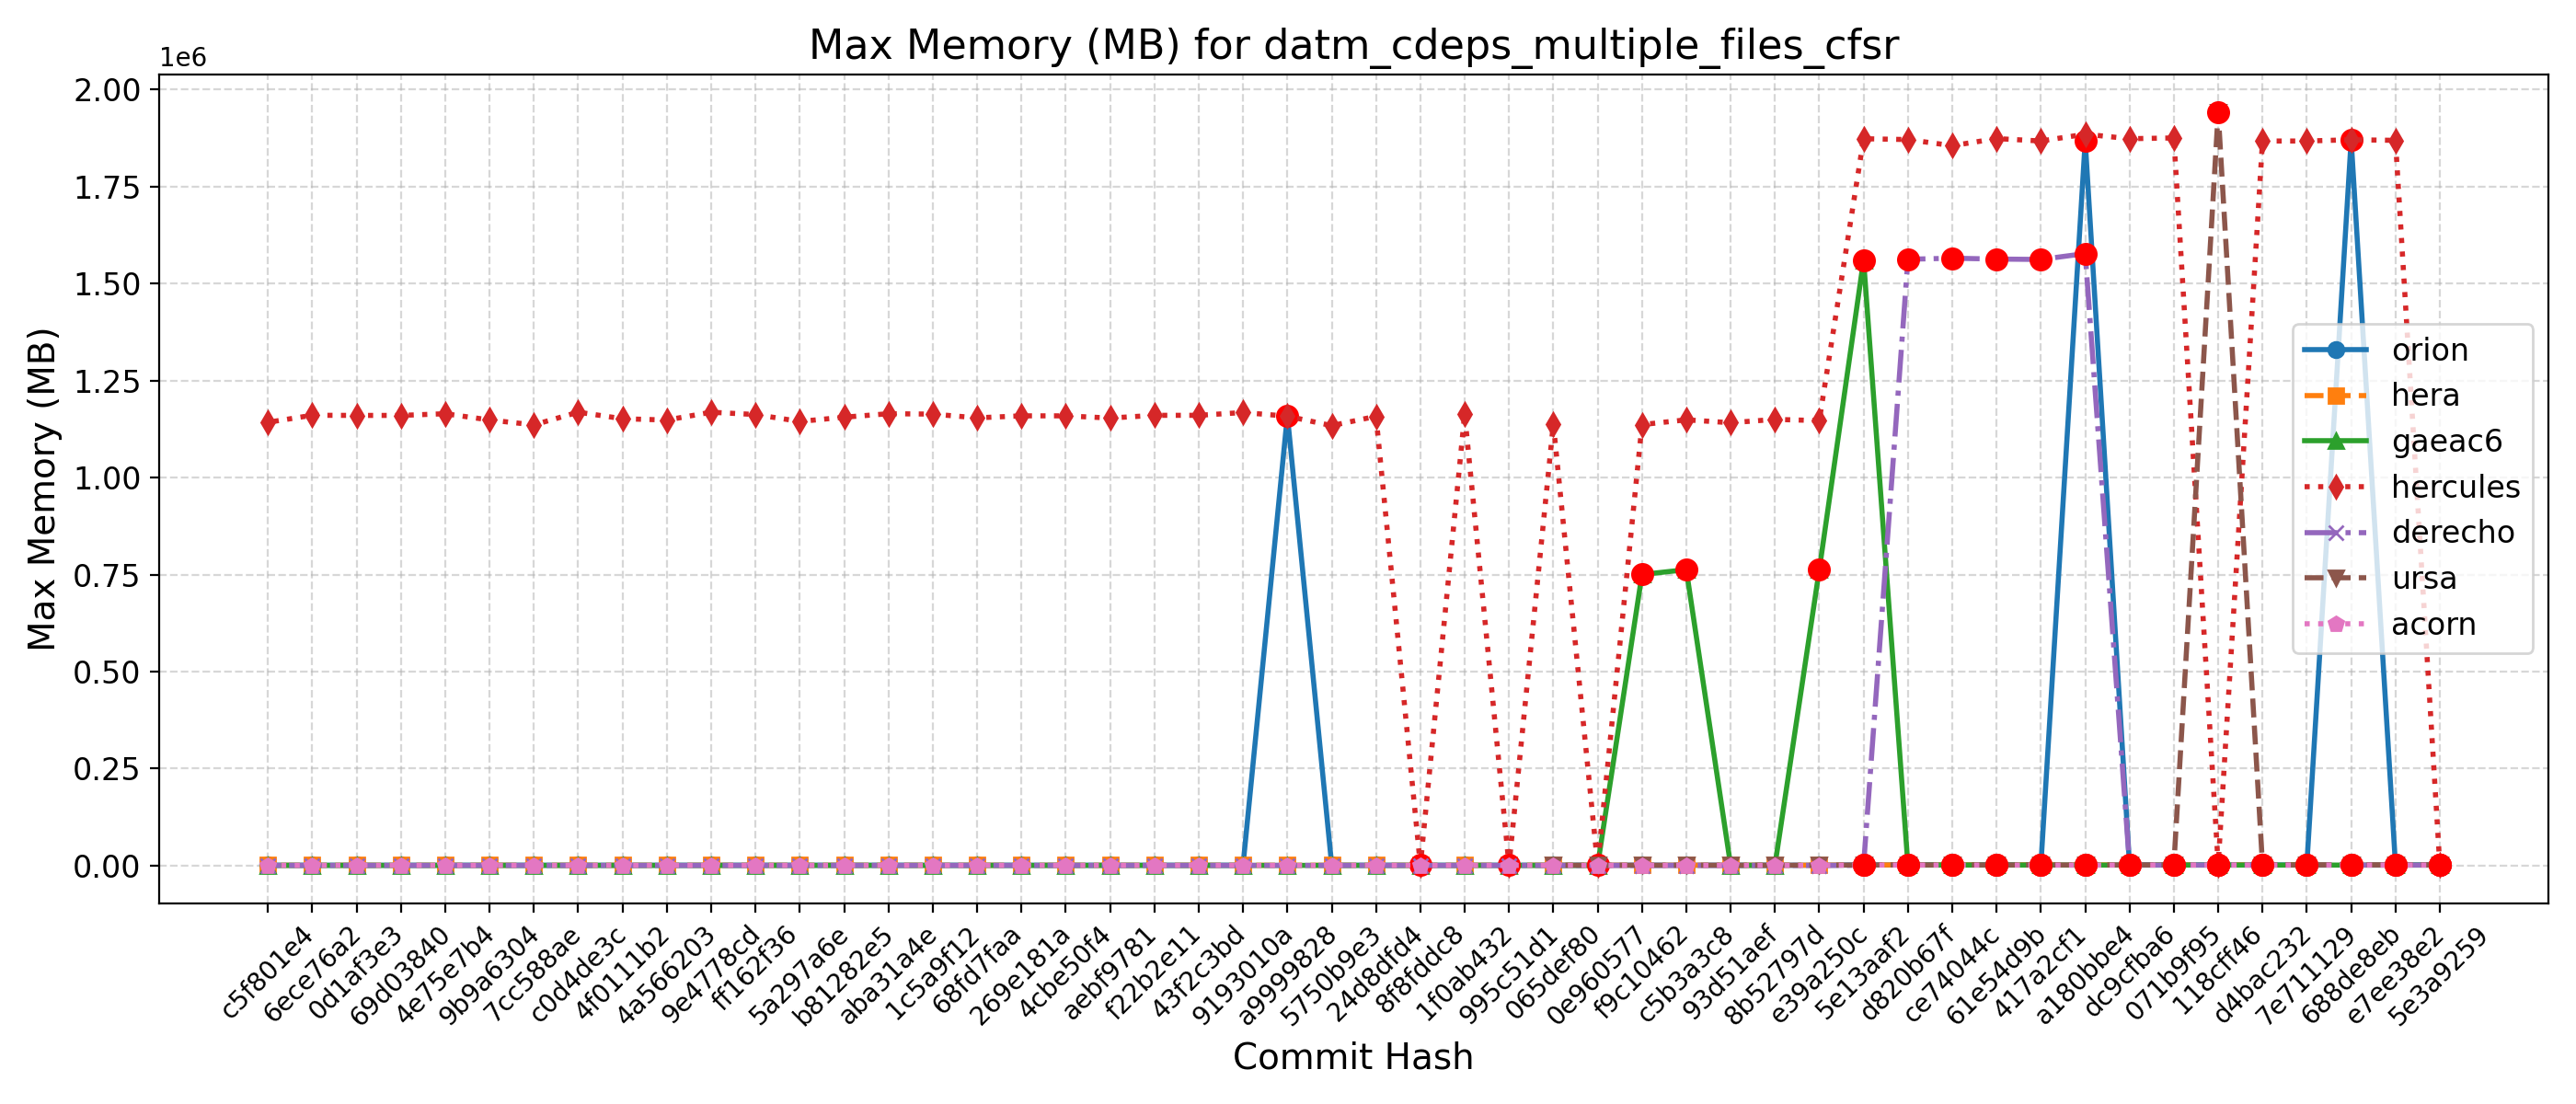 Max Memory (MB) for datm_cdeps_multiple_files_cfsr
1e6
2.00
1.75
1.50
1.25
1.00
0.75
0.50
0.25
0.00
Max Memory (MB)
orion
hera
gaeac6
hercules
derecho
ursa
acorn
c5f801e4
6ece76a2
0d1af3e3
69d03840
4e75e7b4
9b9a6304
7cc588ae
c0d4de3c
4f0111b2
4a566203
9e4778cd
ff162f36
5a297a6e
b81282e5
aba31a4e
1c5a9f12
68fd7faa
269e181a
4cbe50f4
aebf9781
f22b2e11
43f2c3bd
9193010a
a9999828
5750b9e3
24d8dfd4
8f8fddc8
1f0ab432
995c51d1
065def80
0e960577
f9c10462
c5b3a3c8
93d51aef
8b52797d
e39a250c
5e13aaf2
d820b67f
ce74044c
61e54d9b
417a2cf1
a180bbe4
dc9cfba6
071b9f95
118cff46
d4bac232
7e711129
688de8eb
e7ee38e2
5e3a9259
Commit Hash